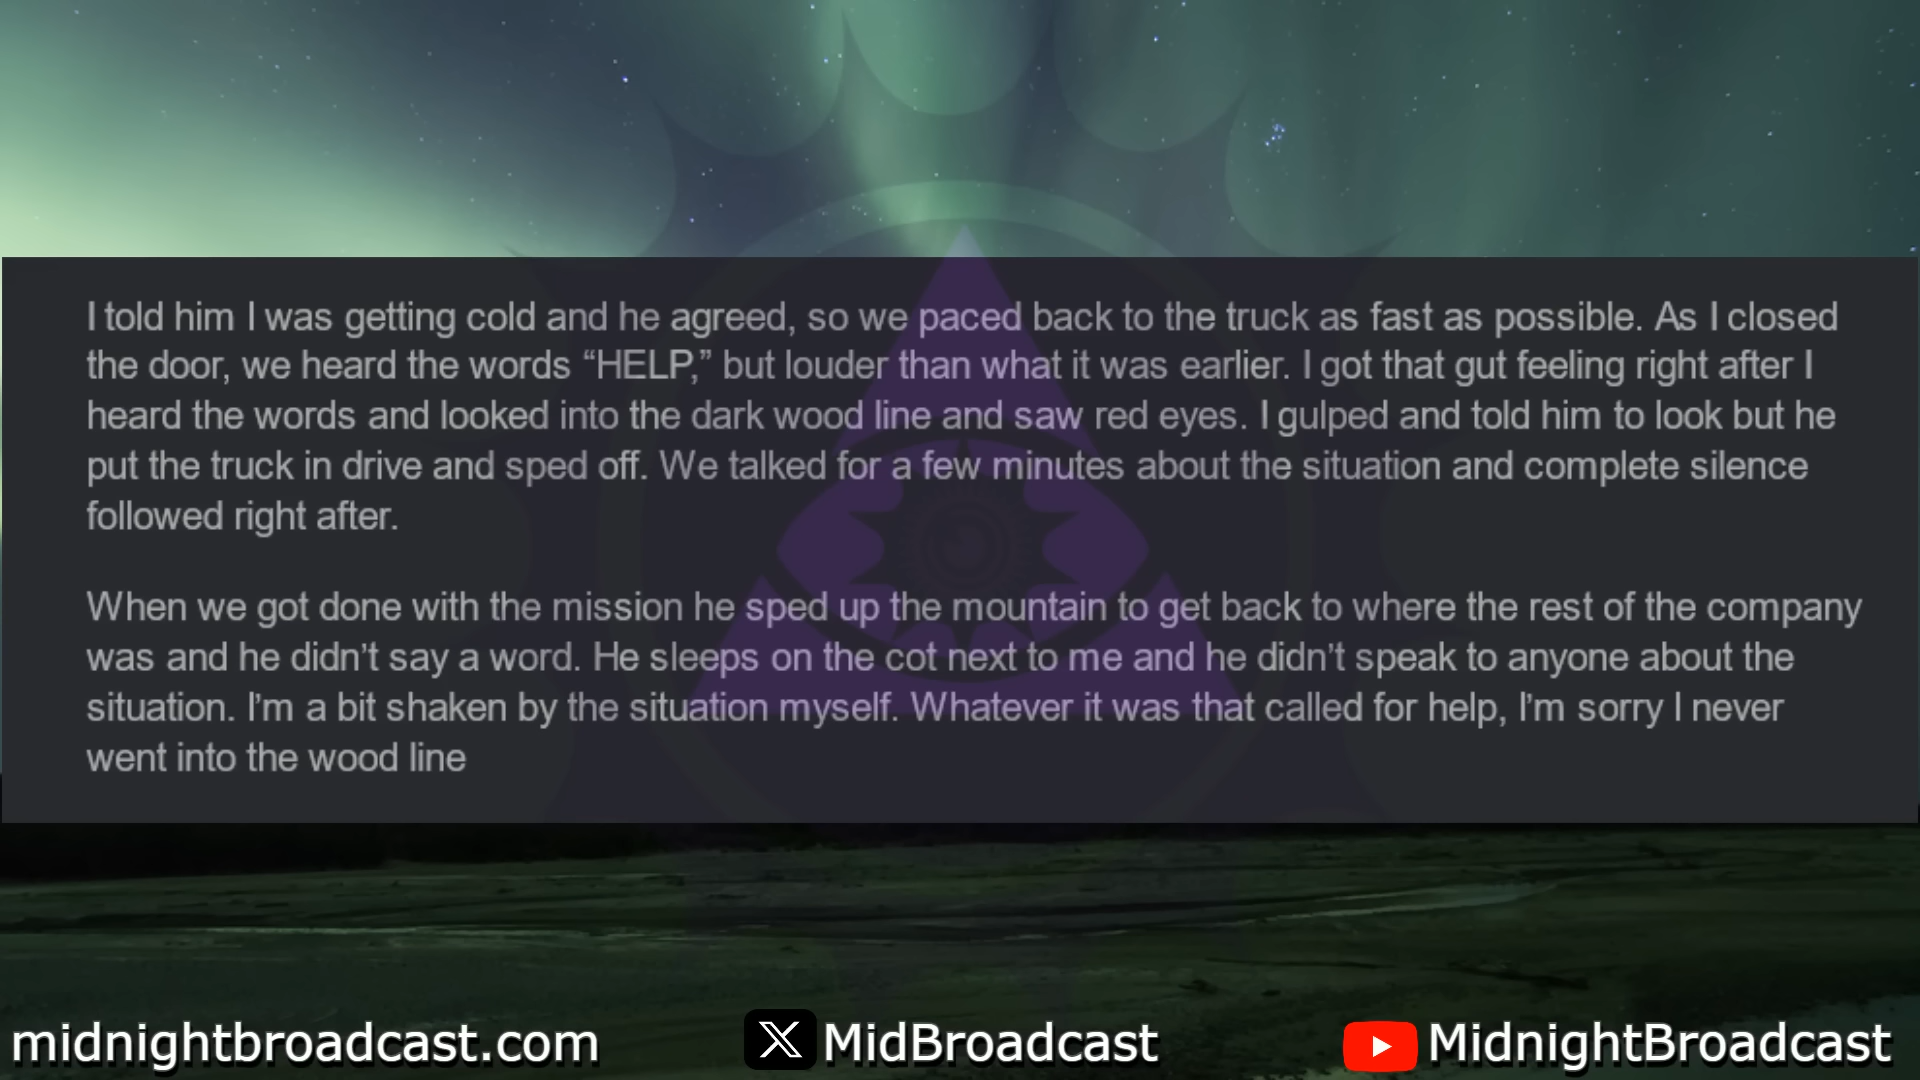 I told him I was getting cold and he agreed, so we paced back to the truck as fast as possible. As I closed
the door, we heard the words “HELP,” but louder than what it was earlier. I got that gut feeling right after I
heard the words and looked into the dark wood line and saw red eyes. I gulped and told him to look but he
put the truck in drive and sped off. We talked for a few minutes about the situation and complete silence
followed right after.
When we got done with the mission he sped up the mountain to get back to where the rest of the company
was and he didn’t say a word. He sleeps on the cot next to me and he didn’t speak to anyone about the
situation. I’m a bit shaken by the situation myself. Whatever it was that called for help, I’m sorry I never
went into the wood line
midnightbroadcast.com
MidBroadcast
MidnightBroadcast